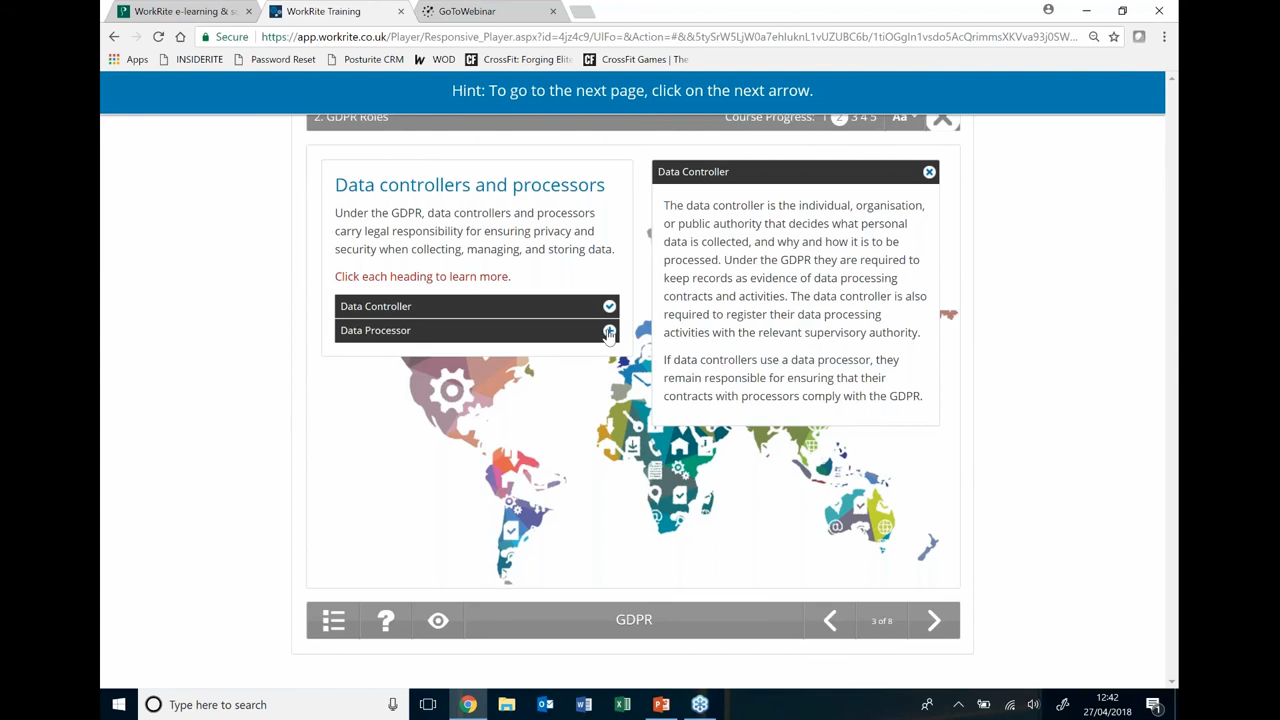 WorkRite e-learning & s
WorkRite Training
GoToWebinar
Secure
https://app.workrite.co.uk/Player/Responsive_Player.aspx?id=4jz4c9/UIFo=&Action=#&&5tySrW5LjW0a7ehIuknL1vUZUBC6b/1tiOGgIn1vsdo5AcQrimmsXKVva93j0SW...
Apps
INSIDERITE
Password Reset
Posturite CRM
WOD
CrossFit: Forging Elit
CrossFit Games | The
Hint: To go to the next page, click on the next arrow.
2. GDPR Roles
Course Progress: 1 2 3 4 5
Aa
Data controllers and processors
Under the GDPR, data controllers and processors
carry legal responsibility for ensuring privacy and
security when collecting, managing, and storing data.
Click each heading to learn more.
Data Controller
Data Processor
Data Controller
The data controller is the individual, organisation,
or public authority that decides what personal
data is collected, and why and how it is to be
processed. Under the GDPR they are required to
keep records as evidence of data processing
contracts and activities. The data controller is also
required to register their data processing
activities with the relevant supervisory authority.
If data controllers use a data processor, they
remain responsible for ensuring that their
contracts with processors comply with the GDPR.
GDPR
3 of 8
Type here to search
12:42
27/04/2018